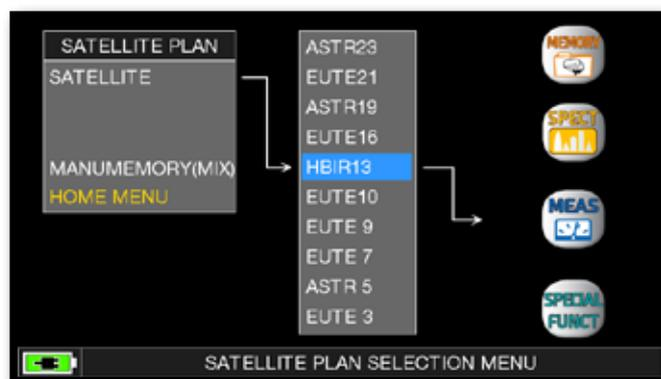 SATELLITE PLAN
SATELLITE
MANUMEMORY(MIX)
HOME MENU
ASTR23
EUTE21
ASTR19
EUTE16
HBIR13
EUTE10
EUTE 9
EUTE 7
ASTR 5
EUTE 3
MEMORY
SPECT
MEAS
SPECIAL
FUNCT
SATELLITE PLAN SELECTION MENU